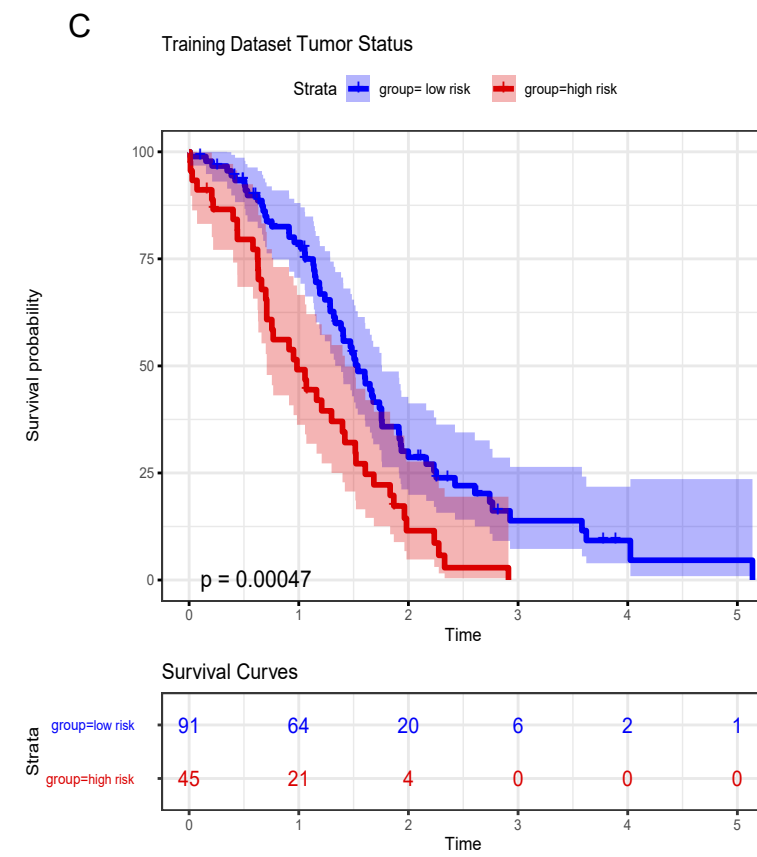 C
Training Dataset Tumor Status
Strata group= low risk group=high risk
Survival probability
100
75
50
25
0
p = 0.00047
0 1 2 3 4 5
Time
Survival Curves
Strata
group=low risk 91 64 20 6 2 1
group=high risk 45 21 4 0 0 0
0 1 2 3 4 5
Time